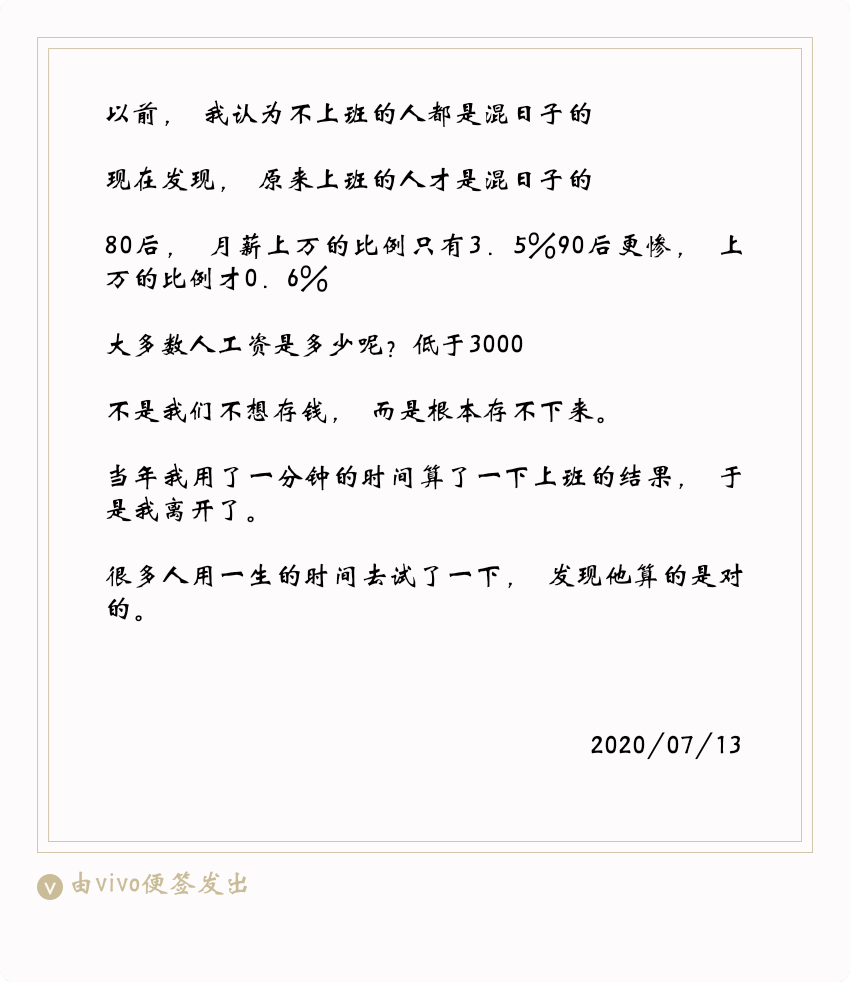 以前， 我认为不上班的人都是混日子的
现在发现， 原来上班的人才是混日子的
80后， 月薪上万的比例只有3．5%90后更惨， 上
万的比例才0．6%
大多数人工资是多少呢？低于3000
不是我们不想存钱， 而是根本存不下来。
当年我用了一分钟的时间算了一下上班的结果， 于
是我离开了。
很多人用一生的时间去试了一下， 发现他算的是对
的。
2020/07/13
由vivo便签发出